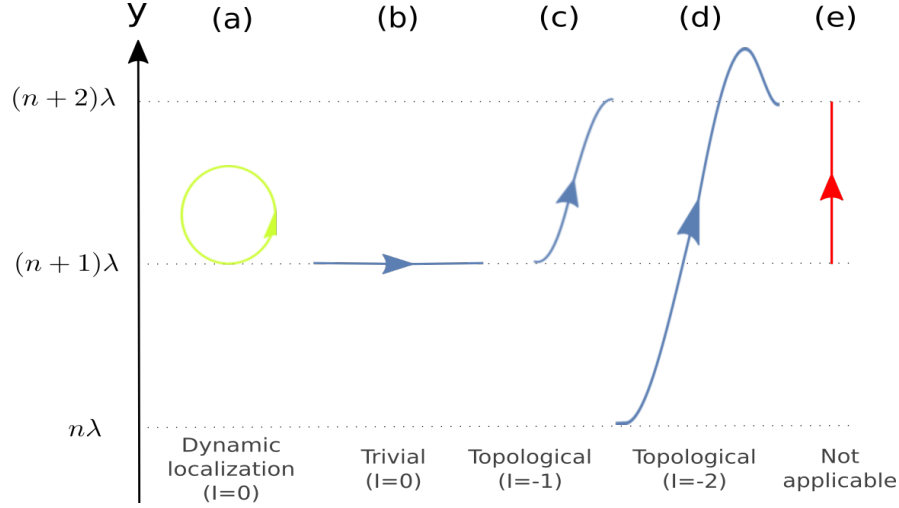 y (a) (b) (c) (d) (e)
(n + 2)λ
(n + 1)λ
nλ
Dynamic
localization
(I=0)
Trivial
(I=0)
Topological
(I=-1)
Topological
(I=-2)
Not
applicable